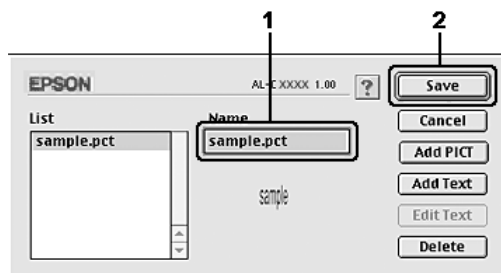 1 2
EPSON AL-C XXXX 1.00 ? Save
List Name Cancel
sample.pct sample.pct Add PICT
sample Add Text
Edit Text
Delete